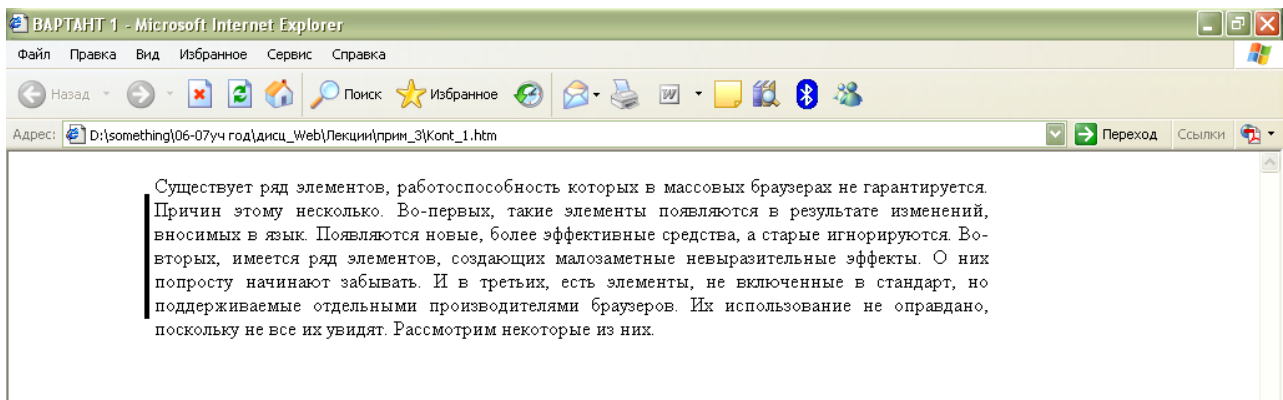 ВАРТАНТ 1 - Microsoft Internet Explorer
Файл Правка Вид Избранное Сервис Справка
Назад Поиск Избранное W
Адрес: D:\something\06-07уч год\дисц_Web\Лекции\прим_3\Kont_1.htm Переход Ссылки
Существует ряд элементов, работоспособность которых в массовых браузерах не гарантируется.
Причин этому несколько. Во-первых, такие элементы появляются в результате изменений,
вносимых в язык. Появляются новые, более эффективные средства, а старые игнорируются. Во-
вторых, имеется ряд элементов, создающих малозаметные невыразительные эффекты. О них
попросту начинают забывать. И в третьих, есть элементы, не включенные в стандарт, но
поддерживаемые отдельными производителями браузеров. Их использование не оправдано,
поскольку не все их увидят. Рассмотрим некоторые из них.